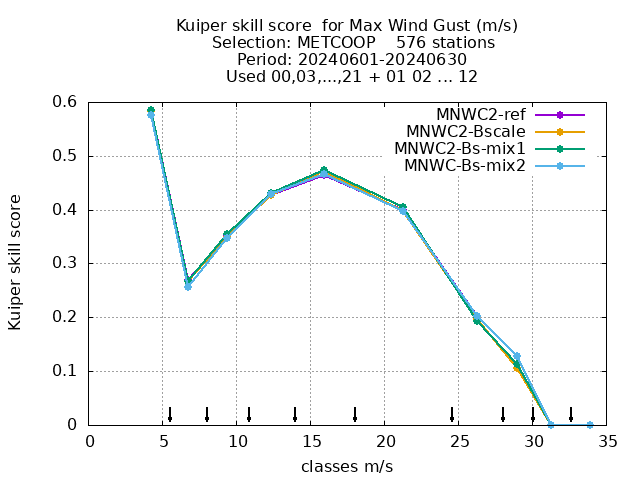 Kuiper skill score  for Max Wind Gust (m/s)
Selection: METCOOP    576 stations
Period: 20240601-20240630
Used 00,03,...,21 + 01 02 ... 12
MNWC2-ref
MNWC2-Bscale
MNWC2-Bs-mix1
MNWC-Bs-mix2
0.6
0.5
0.4
0.3
0.2
0.1
0
Kuiper skill score
0 5 10 15 20 25 30 35
classes m/s